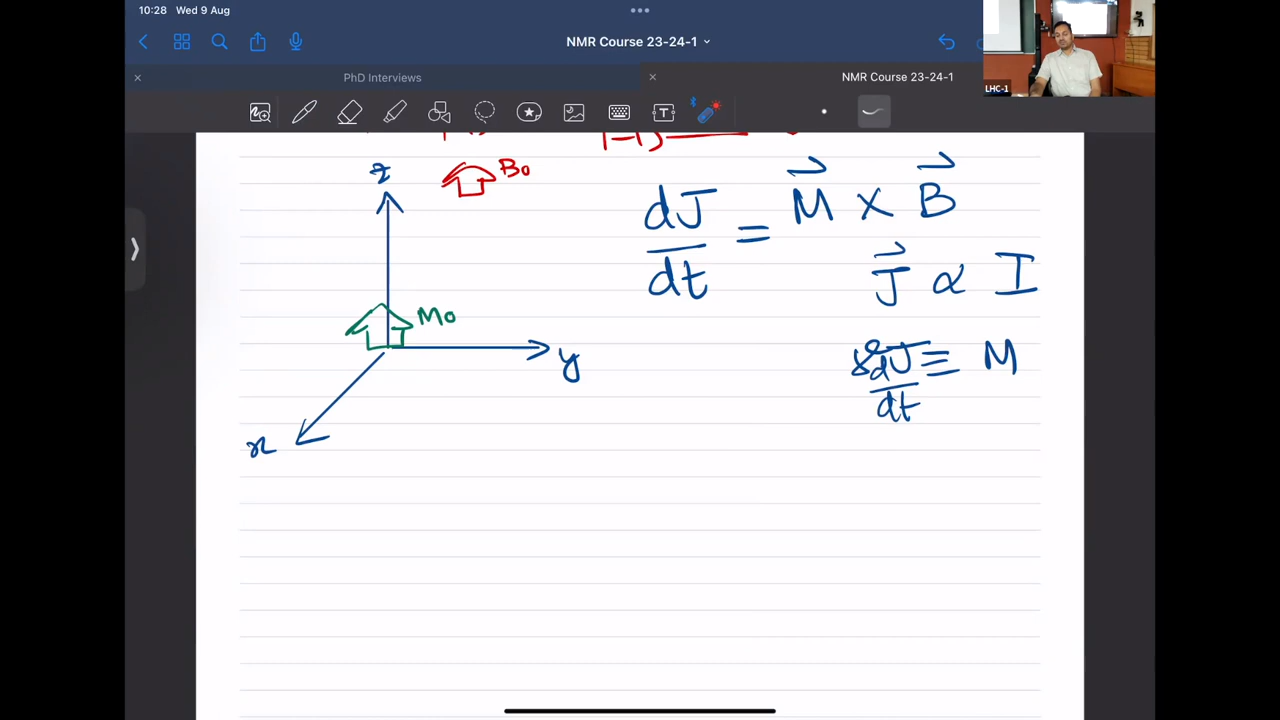 10:28 Wed 9 Aug
NMR Course 23-24-1
PhD Interviews
NMR Course 23-24-1
LHC-1
z
B₀
dJ/dt = M⃗ × B⃗
J⃗ ∝ I
M₀
y
γdJ/dt ≡ M
x